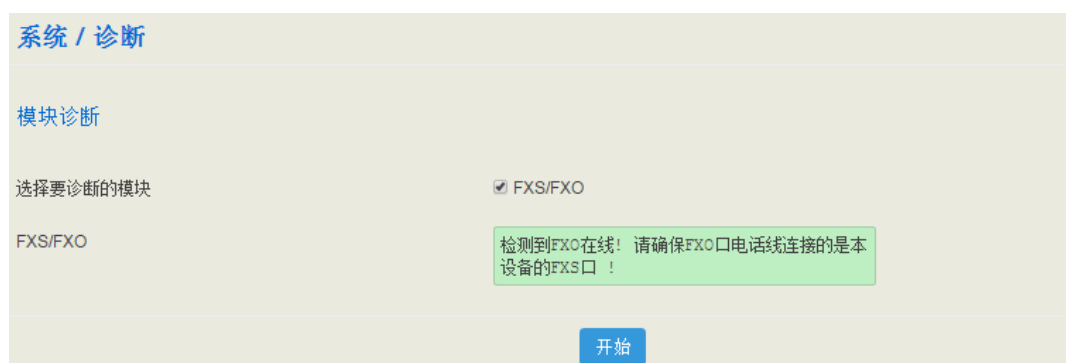 系统 / 诊断
模块诊断
选择要诊断的模块
FXS/FXO
FXS/FXO
检测到FXO在线! 请确保FXO口电话线连接的是本
设备的FXS口 !
开始